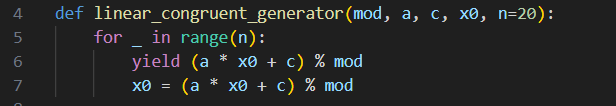 4 def linear_congruent_generator(mod, a, c, x0, n=20):
5     for _ in range(n):
6         yield (a * x0 + c) % mod
7         x0 = (a * x0 + c) % mod